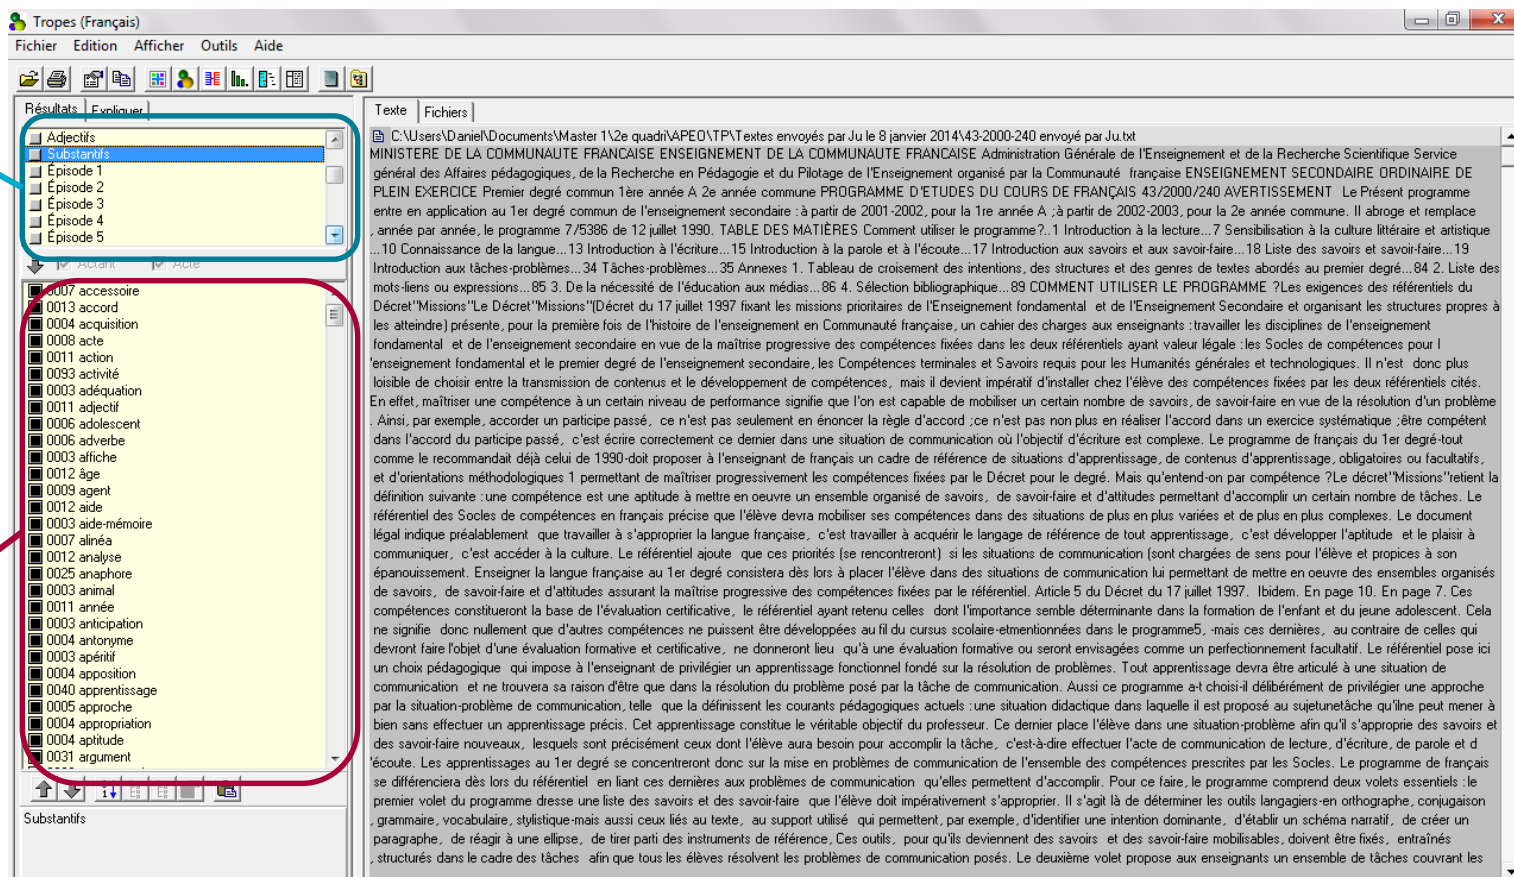 Tropes (Français)
Fichier Edition Afficher Outils Aide
Résultats Expliquer
Adjectifs
Substantifs
Épisode 1
Épisode 2
Épisode 3
Épisode 4
Épisode 5
Actant Acte
0007 accessoire
0013 accord
0004 acquisition
0008 acte
0011 action
0093 activité
0003 adéquation
0011 adjectif
0006 adolescent
0006 adverbe
0003 affiche
0012 âge
0009 agent
0012 aide
0003 aide-mémoire
0007 alinéa
0012 analyse
0025 anaphore
0003 animal
0011 année
0003 anticipation
0004 antonyme
0003 apéritif
0004 apposition
0040 apprentissage
0005 approche
0004 appropriation
0004 aptitude
0031 argument
Substantifs
Texte Fichiers
C:\Users\Daniel\Documents\Master 1\2e quadri\APEO\TP\Textes envoyés par Ju le 8 janvier 2014\43-2000-240 envoyé par Ju.txt
MINISTERE DE LA COMMUNAUTE FRANCAISE ENSEIGNEMENT DE LA COMMUNAUTE FRANCAISE Administration Générale de l'Enseignement et de la Recherche Scientifique Service
général des Affaires pédagogiques, de la Recherche en Pédagogie et du Pilotage de l'Enseignement organisé par la Communauté française ENSEIGNEMENT SECONDAIRE ORDINAIRE DE
PLEIN EXERCICE Premier degré commun 1ère année A 2e année commune PROGRAMME D'ETUDES DU COURS DE FRANÇAIS 43/2000/240 AVERTISSEMENT Le Présent programme
entre en application au 1er degré commun de l'enseignement secondaire : à partir de 2001-2002, pour la 1re année A ;à partir de 2002-2003, pour la 2e année commune. Il abroge et remplace
, année par année, le programme 7/5386 de 12 juillet 1990. TABLE DES MATIÈRES Comment utiliser le programme?..1 Introduction à la lecture...7 Sensibilisation à la culture littéraire et artistique
...10 Connaissance de la langue...13 Introduction à l'écriture...15 Introduction à la parole et à l'écoute...17 Introduction aux savoirs et aux savoir-faire...18 Liste des savoirs et savoir-faire...19
Introduction aux tâches-problèmes...34 Tâches-problèmes...35 Annexes 1. Tableau de croisement des intentions, des structures et des genres de textes abordés au premier degré...84 2. Liste des
mots-liens ou expressions...85 3. De la nécessité de l'éducation aux médias...86 4. Sélection bibliographique...89 COMMENT UTILISER LE PROGRAMME ?Les exigences des référentiels du
Décret"Missions"Le Décret"Missions"(Décret du 17 juillet 1997 fixant les missions prioritaires de l'Enseignement fondamental et de l'Enseignement Secondaire et organisant les structures propres à
les atteindre) présente, pour la première fois de l'histoire de l'enseignement en Communauté française, un cahier des charges aux enseignants :travailler les disciplines de l'enseignement
fondamental et de l'enseignement secondaire en vue de la maîtrise progressive des compétences fixées dans les deux référentiels ayant valeur légale :les Socles de compétences pour l
'enseignement fondamental et le premier degré de l'enseignement secondaire, les Compétences terminales et Savoirs requis pour les Humanités générales et technologiques. Il n'est donc plus
loisible de choisir entre la transmission de contenus et le développement de compétences, mais il devient impératif d'installer chez l'élève des compétences fixées par les deux référentiels cités.
En effet, maîtriser une compétence à un certain niveau de performance signifie que l'on est capable de mobiliser un certain nombre de savoirs, de savoir-faire en vue de la résolution d'un problème
. Ainsi, par exemple, accorder un participe passé, ce n'est pas seulement en énoncer la règle d'accord ;ce n'est pas non plus en réaliser l'accord dans un exercice systématique ;être compétent
dans l'accord du participe passé, c'est écrire correctement ce dernier dans une situation de communication où l'objectif d'écriture est complexe. Le programme de français du 1er degré-tout
comme le recommandait déjà celui de 1990-doit proposer à l'enseignant de français un cadre de référence de situations d'apprentissage, de contenus d'apprentissage, obligatoires ou facultatifs,
et d'orientations méthodologiques 1 permettant de maîtriser progressivement les compétences fixées par le Décret pour le degré. Mais qu'entend-on par compétence ?Le décret"Missions"retient la
définition suivante :une compétence est une aptitude à mettre en oeuvre un ensemble organisé de savoirs, de savoir-faire et d'attitudes permettant d'accomplir un certain nombre de tâches. Le
référentiel des Socles de compétences en français précise que l'élève devra mobiliser ses compétences dans des situations de plus en plus variées et de plus en plus complexes. Le document
légal indique préalablement que travailler à s'approprier la langue française, c'est travailler à acquérir le langage de référence de tout apprentissage, c'est développer l'aptitude et le plaisir à
communiquer, c'est accéder à la culture. Le référentiel ajoute que ces priorités (se rencontreront) si les situations de communication (sont chargées de sens pour l'élève et propices à son
épanouissement. Enseigner la langue française au 1er degré consistera dès lors à placer l'élève dans des situations de communication lui permettant de mettre en oeuvre des ensembles organisés
de savoirs, de savoir-faire et d'attitudes assurant la maîtrise progressive des compétences fixées par le référentiel. Article 5 du Décret du 17 juillet 1997. Ibidem. En page 10. En page 7. Ces
compétences constitueront la base de l'évaluation certificative, le référentiel ayant retenu celles dont l'importance semble déterminante dans la formation de l'enfant et du jeune adolescent. Cela
ne signifie donc nullement que d'autres compétences ne puissent être développées au fil du cursus scolaire-etmentionnées dans le programme5, -mais ces dernières, au contraire de celles qui
devront faire l'objet d'une évaluation formative et certificative, ne donneront lieu qu'à une évaluation formative ou seront envisagées comme un perfectionnement facultatif. Le référentiel pose ici
un choix pédagogique qui impose à l'enseignant de privilégier un apprentissage fonctionnel fondé sur la résolution de problèmes. Tout apprentissage devra être articulé à une situation de
communication et ne trouvera sa raison d'être que dans la résolution du problème posé par la tâche de communication. Aussi ce programme a-t choisi-il délibérément de privilégier une approche
par la situation-problème de communication, telle que la définissent les courants pédagogiques actuels :une situation didactique dans laquelle il est proposé au sujetunetâche qu'ilne peut mener à
bien sans effectuer un apprentissage précis. Cet apprentissage constitue le véritable objectif du professeur. Ce dernier place l'élève dans une situation-problème afin qu'il s'approprie des savoirs et
des savoir-faire nouveaux, lesquels sont précisément ceux dont l'élève aura besoin pour accomplir la tâche, c'est-à-dire effectuer l'acte de communication de lecture, d'écriture, de parole et d
'écoute. Les apprentissages au 1er degré se concentreront donc sur la mise en problèmes de communication de l'ensemble des compétences prescrites par les Socles. Le programme de français
se différenciera dès lors du référentiel en liant ces dernières aux problèmes de communication qu'elles permettent d'accomplir. Pour ce faire, le programme comprend deux volets essentiels :le
premier volet du programme dresse une liste des savoirs et des savoir-faire que l'élève doit impérativement s'approprier. Il s'agit là de déterminer les outils langagiers-en orthographe, conjugaison
, grammaire, vocabulaire, stylistique-mais aussi ceux liés au texte, au support utilisé qui permettent, par exemple, d'identifier une intention dominante, d'établir un schéma narratif, de créer un
paragraphe, de réagir à une ellipse, de tirer parti des instruments de référence, Ces outils, pour qu'ils deviennent des savoirs et des savoir-faire mobilisables, doivent être fixés, entraînés
, structurés dans le cadre des tâches afin que tous les élèves résolvent les problèmes de communication posés. Le deuxième volet propose aux enseignants un ensemble de tâches couvrant les